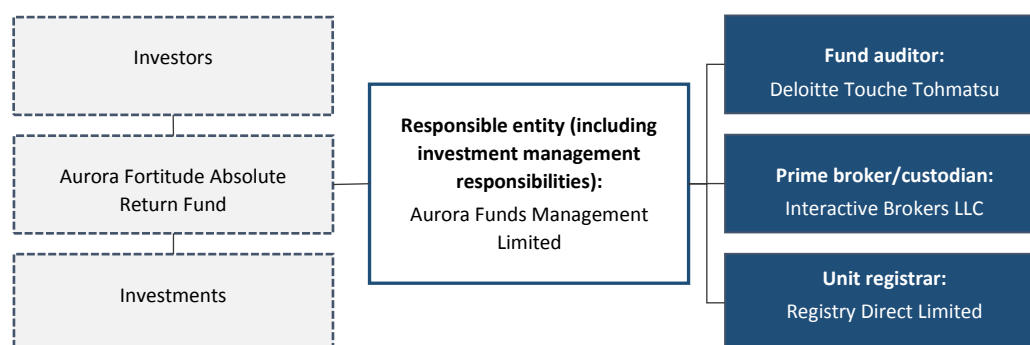 Investors
Aurora Fortitude Absolute
Return Fund
Investments
Responsible entity (including
investment management
responsibilities):
Aurora Funds Management
Limited
Fund auditor:
Deloitte Touche Tohmatsu
Prime broker/custodian:
Interactive Brokers LLC
Unit registrar:
Registry Direct Limited